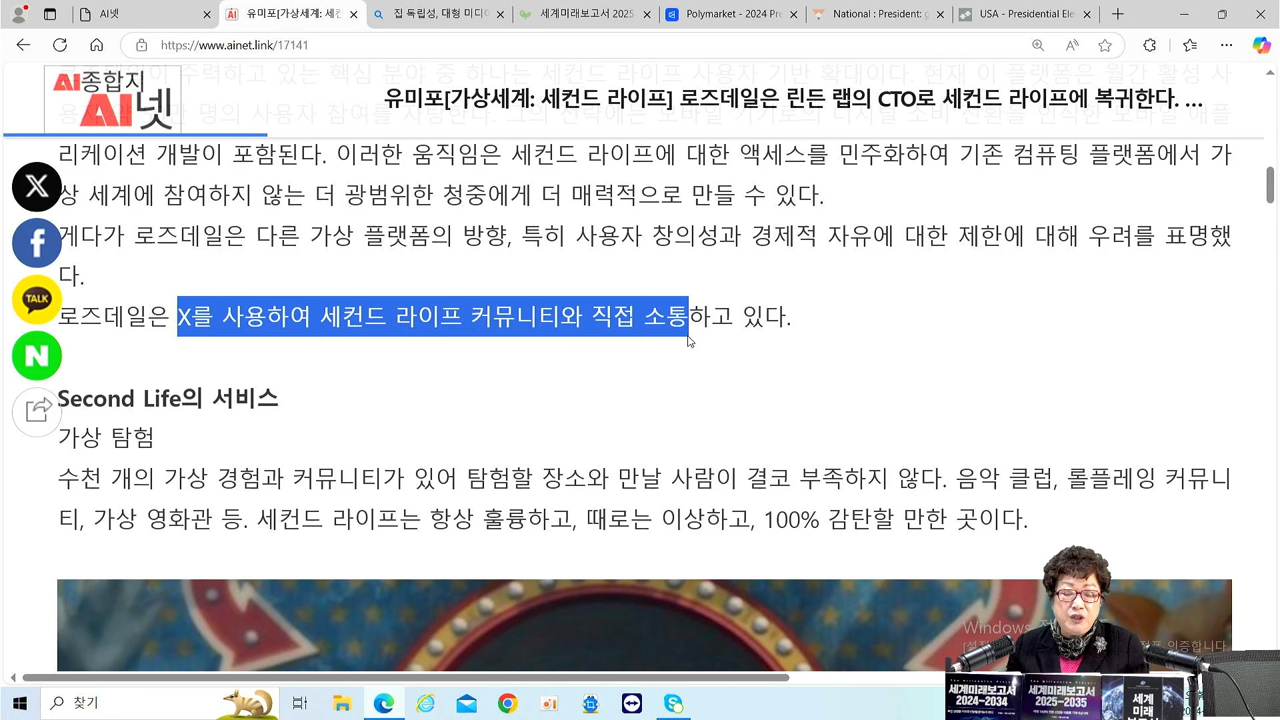 AI넷
유미포[가상세계: 세컨
집 독립성, 대형 미디어
세계미래보고서 2025
Polymarket - 2024 Pre
National : President: g
USA - Presidential Ele
https://www.ainet.link/17141
AI종합지
AI넷
유미포[가상세계: 세컨드 라이프] 로즈데일은 린든 랩의 CTO로 세컨드 라이프에 복귀한다. ...
리케이션 개발이 포함된다. 이러한 움직임은 세컨드 라이프에 대한 액세스를 민주화하여 기존 컴퓨팅 플랫폼에서 가
상 세계에 참여하지 않는 더 광범위한 청중에게 더 매력적으로 만들 수 있다.
게다가 로즈데일은 다른 가상 플랫폼의 방향, 특히 사용자 창의성과 경제적 자유에 대한 제한에 대해 우려를 표명했
다.
로즈데일은 X를 사용하여 세컨드 라이프 커뮤니티와 직접 소통하고 있다.
TALK
N
Second Life의 서비스
가상 탐험
수천 개의 가상 경험과 커뮤니티가 있어 탐험할 장소와 만날 사람이 결코 부족하지 않다. 음악 클럽, 롤플레잉 커뮤니
티, 가상 영화관 등. 세컨드 라이프는 항상 훌륭하고, 때로는 이상하고, 100% 감탄할 만한 곳이다.
Windows
찾기
세계미래보고서
2024-2034
세계미래보고서
2025-2035
세계
미래